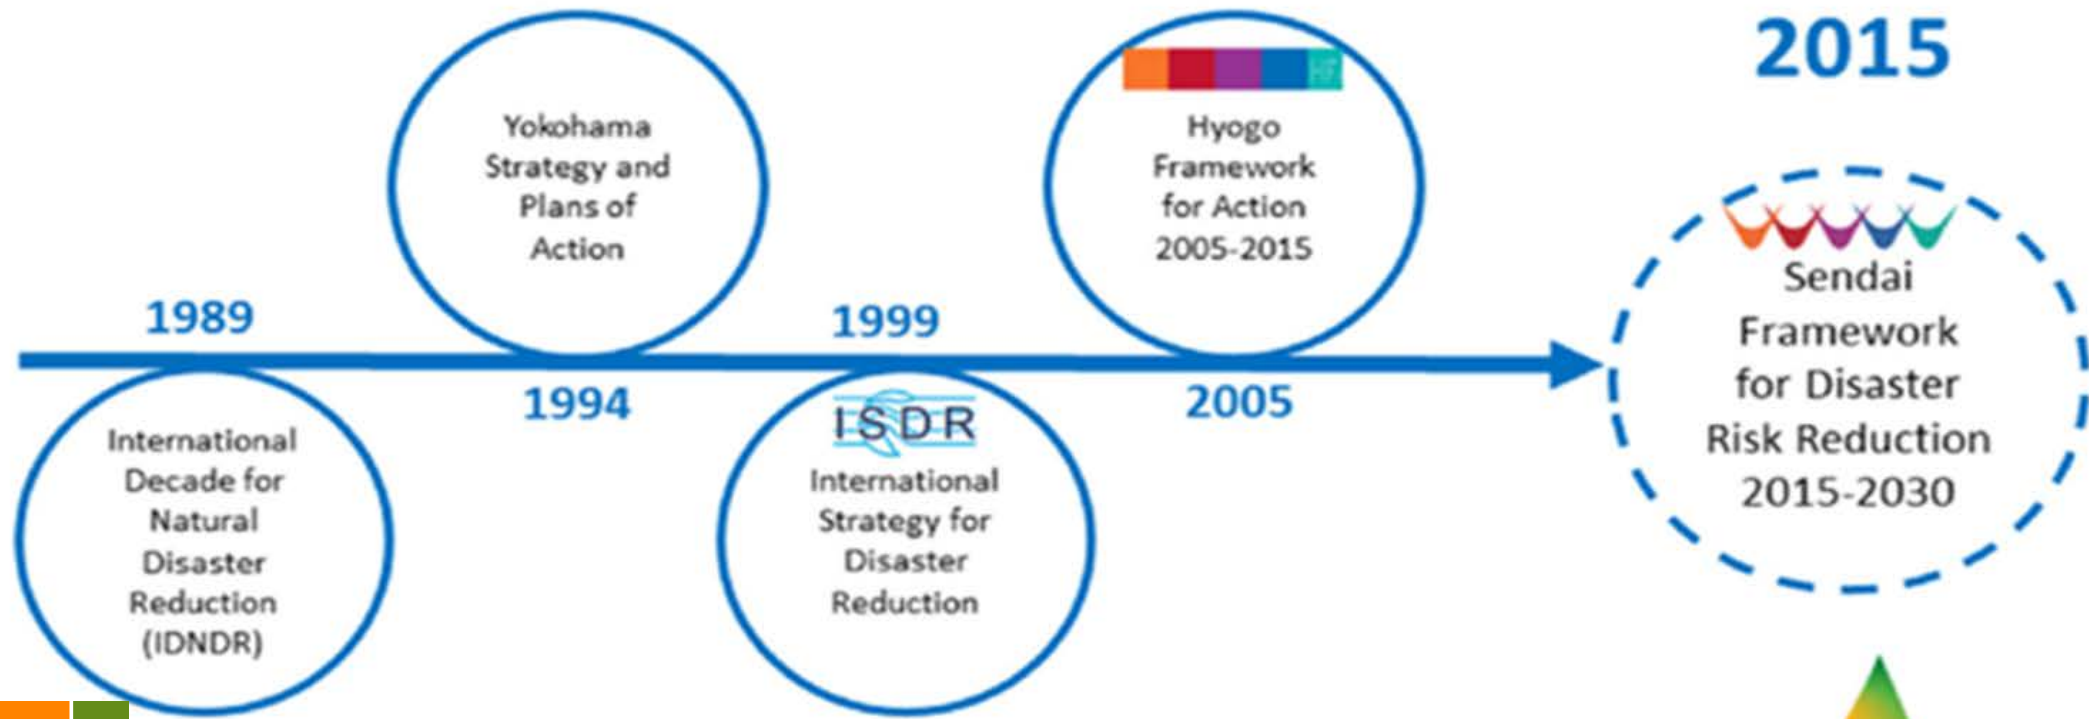 1989
International
Decade for
Natural
Disaster
Reduction
(IDNDR)
Yokohama
Strategy and
Plans of
Action
1994
1999
ISDR
International
Strategy for
Disaster
Reduction
Hyogo
Framework
for Action
2005-2015
2005
2015
Sendai
Framework
for Disaster
Risk Reduction
2015-2030